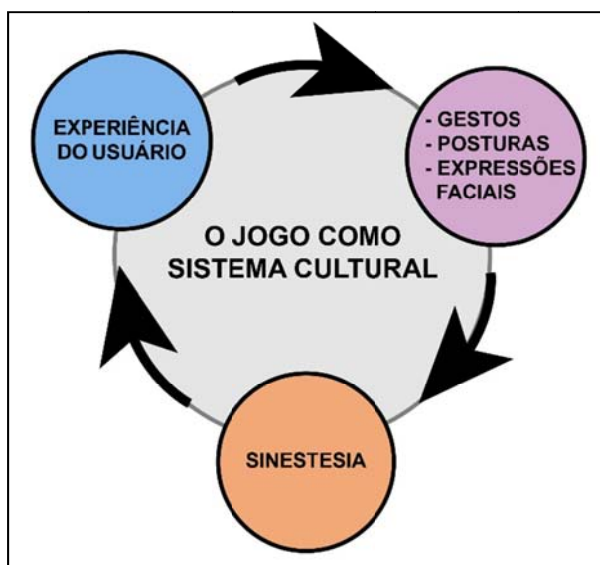 EXPERIÊNCIA
DO USUÁRIO
- GESTOS
- POSTURAS
- EXPRESSÕES
FACIAIS
O JOGO COMO
SISTEMA CULTURAL
SINESTESIA